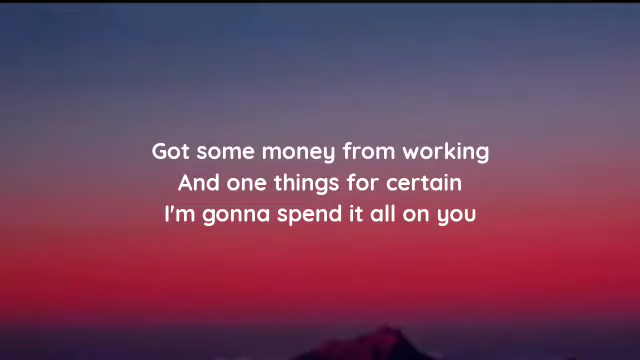 Got some money from working
And one things for certain
I'm gonna spend it all on you